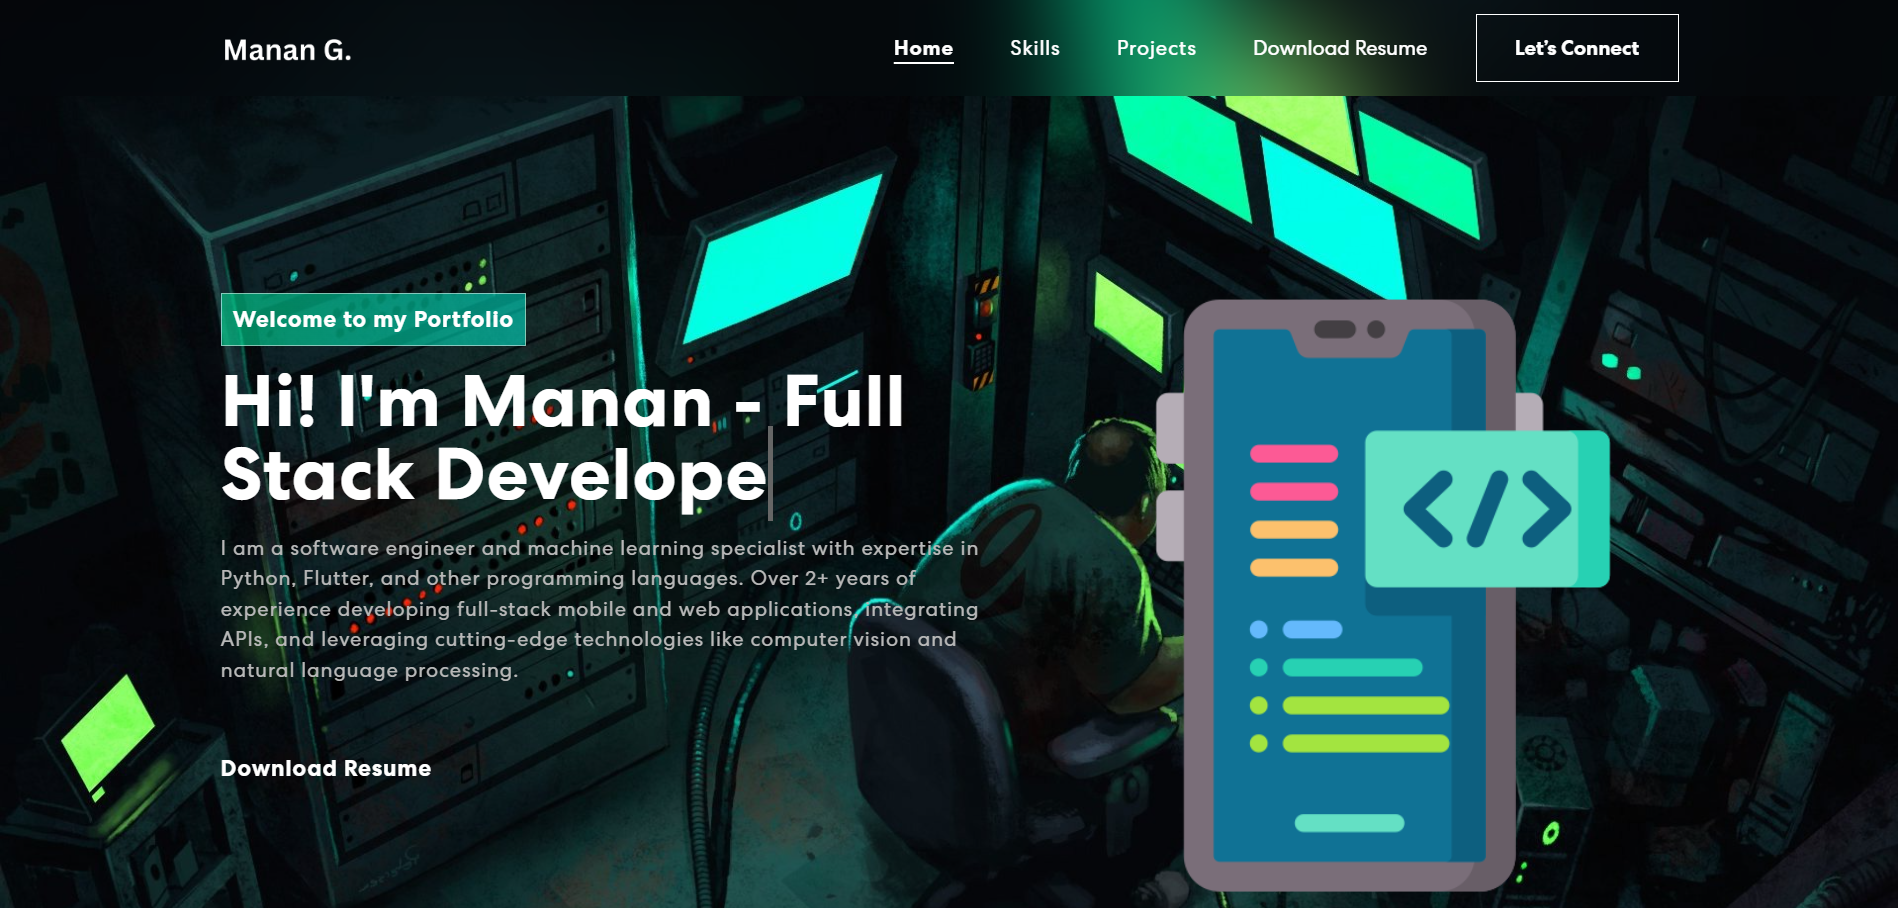 Manan G.
Home
Skills
Projects
Download Resume
Let's Connect
Welcome to my Portfolio
Hi! I'm Manan - Full
Stack Develope
I am a software engineer and machine learning specialist with expertise in
Python, Flutter, and other programming languages. Over 2+ years of
experience developing full-stack mobile and web applications, integrating
APIs, and leveraging cutting-edge technologies like computer vision and
natural language processing.
Download Resume
</>